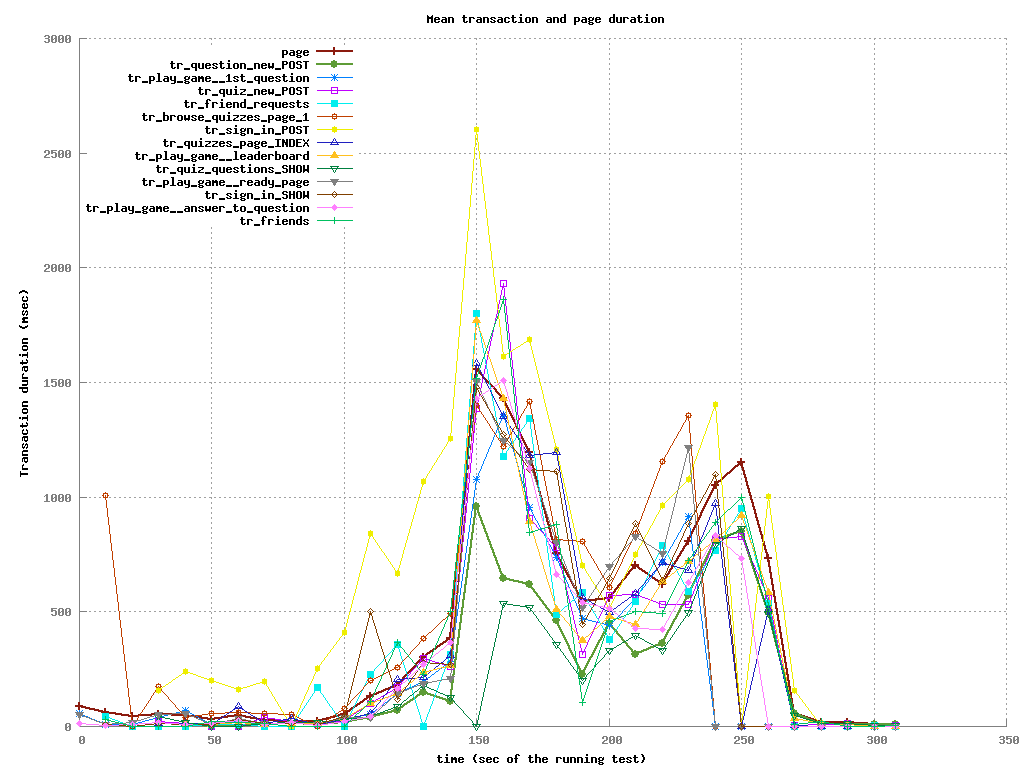 Mean transaction and page duration
3000
2500
2000
1500
1000
500
0
Transaction duration (msec)
page
tr_question_new_POST
tr_play_game__1st_question
tr_quiz_new_POST
tr_friend_requests
tr_browse_quizzes_page_1
tr_sign_in_POST
tr_quizzes_page_INDEX
tr_play_game__leaderboard
tr_quiz_questions_SHOW
tr_play_game__ready_page
tr_sign_in_SHOW
tr_play_game__answer_to_question
tr_friends
0 50 100 150 200 250 300 350
time (sec of the running test)